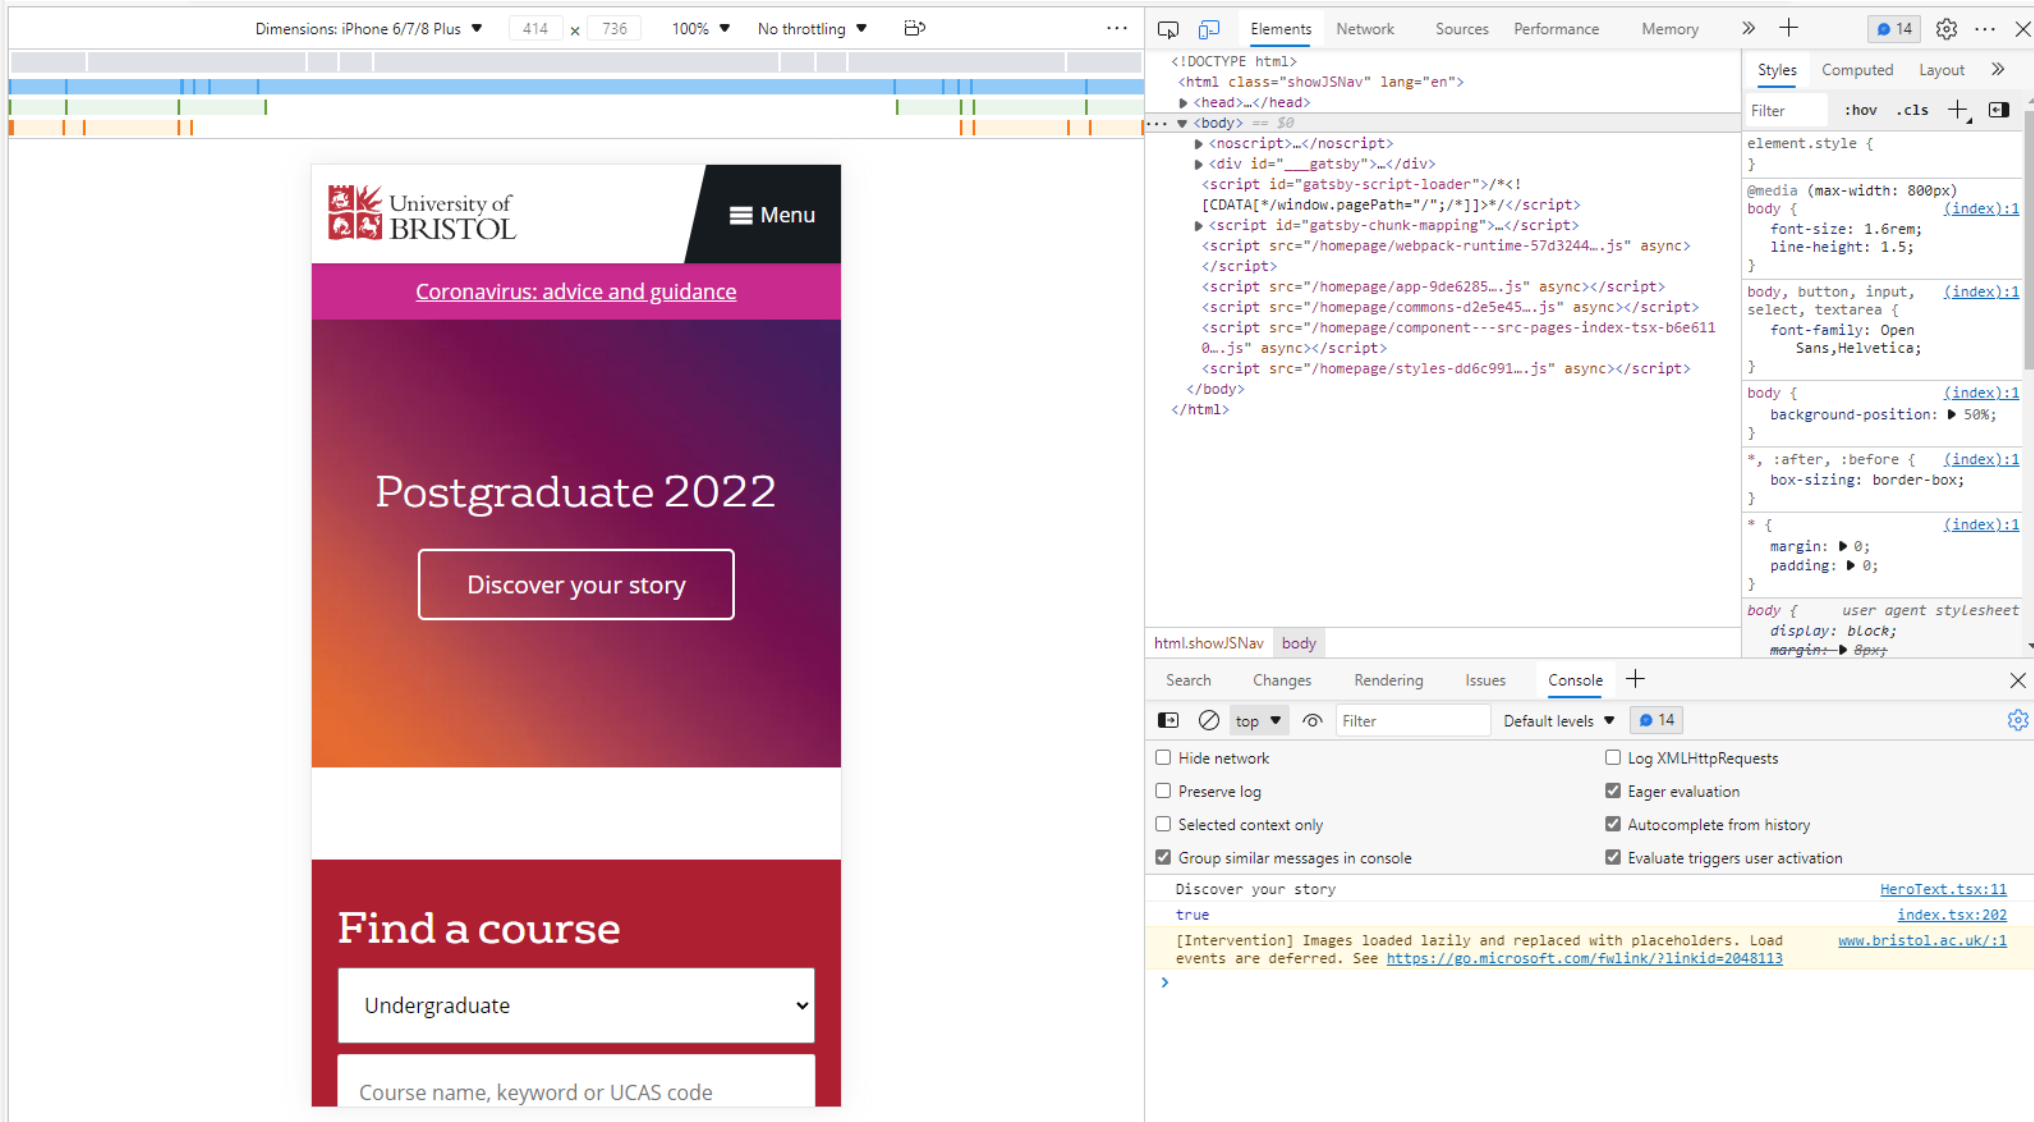 Dimensions: iPhone 6/7/8 Plus ▼ 414 × 736 100% ▼ No throttling ▼
University of
BRISTOL
Menu
Coronavirus: advice and guidance
Postgraduate 2022
Discover your story
Find a course
Undergraduate
Course name, keyword or UCAS code
Elements Network Sources Performance Memory 14
<!DOCTYPE html>
<html class="showJSNav" lang="en">
<head>…</head>
<body> == $0
<noscript>…</noscript>
<div id="___gatsby">…</div>
<script id="gatsby-script-loader">/*<!
[CDATA[*/window.pagePath="/";/*]]>*/</script>
<script id="gatsby-chunk-mapping">…</script>
<script src="/homepage/webpack-runtime-57d3244….js" async>
</script>
<script src="/homepage/app-9de6285….js" async></script>
<script src="/homepage/commons-d2e5e45….js" async></script>
<script src="/homepage/component---src-pages-index-tsx-b6e611
0….js" async></script>
<script src="/homepage/styles-dd6c991….js" async></script>
</body>
</html>
html.showJSNav body
Styles Computed Layout
Filter :hov .cls
element.style {
}
@media (max-width: 800px)
body { (index):1
font-size: 1.6rem;
line-height: 1.5;
}
body, button, input, (index):1
select, textarea {
font-family: Open
Sans,Helvetica;
}
body { (index):1
background-position: 50%;
}
*, :after, :before { (index):1
box-sizing: border-box;
}
* { (index):1
margin: 0;
padding: 0;
}
body { user agent stylesheet
display: block;
margin: 8px;
Search Changes Rendering Issues Console
top ▼ Filter Default levels ▼ 14
Hide network Log XMLHttpRequests
Preserve log Eager evaluation
Selected context only Autocomplete from history
Group similar messages in console Evaluate triggers user activation
Discover your story HeroText.tsx:11
true index.tsx:202
[Intervention] Images loaded lazily and replaced with placeholders. Load www.bristol.ac.uk/:1
events are deferred. See https://go.microsoft.com/fwlink/?linkid=2048113